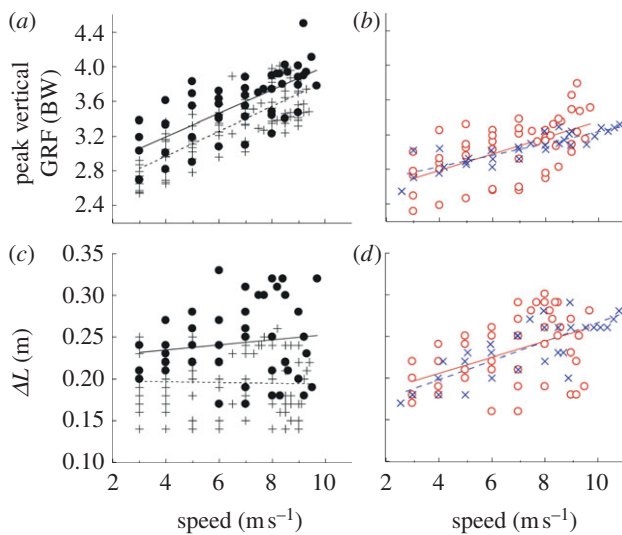 (a)
(b)
4.4
4.0
3.6
3.2
2.8
2.4
peak vertical
GRF (BW)
(c)
(d)
0.35
0.30
0.25
0.20
0.15
0.10
ΔL (m)
2 4 6 8 10
2 4 6 8 10
speed (m s⁻¹)
speed (m s⁻¹)